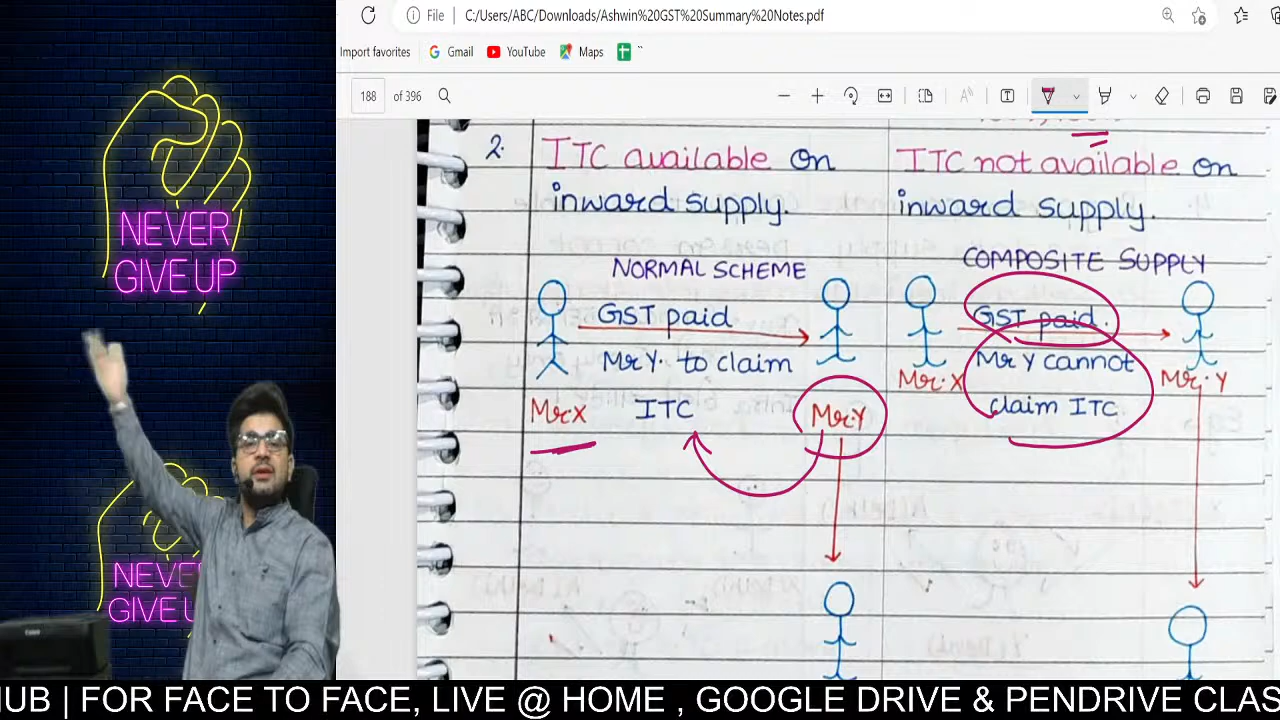 File | C:/Users/ABC/Downloads/Ashish%20GST%20Summary%20Notes.pdf
Import favorites Gmail YouTube Maps
188 of 396
2. ITC available on
inward supply.
NORMAL SCHEME
GST paid
Mr Y. to claim
Mr X ITC Mr. Y
ITC not available on
inward supply.
COMPOSITE SUPPLY
GST paid.
Mr Y cannot
Mr. X Mr. Y
claim ITC
NEVER
GIVE UP
NEVE
GIVE U
HUB | FOR FACE TO FACE, LIVE @ HOME , GOOGLE DRIVE & PENDRIVE CLAS